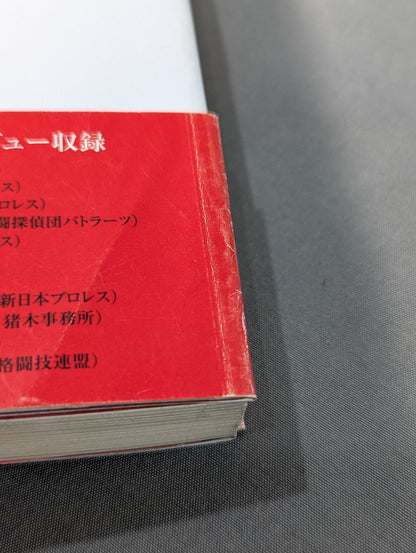 ビュー収録
ス)
ロレス)
闘探偵団バトラーツ)
ス)
新日本プロレス)
猪木事務所)
格闘技連盟)